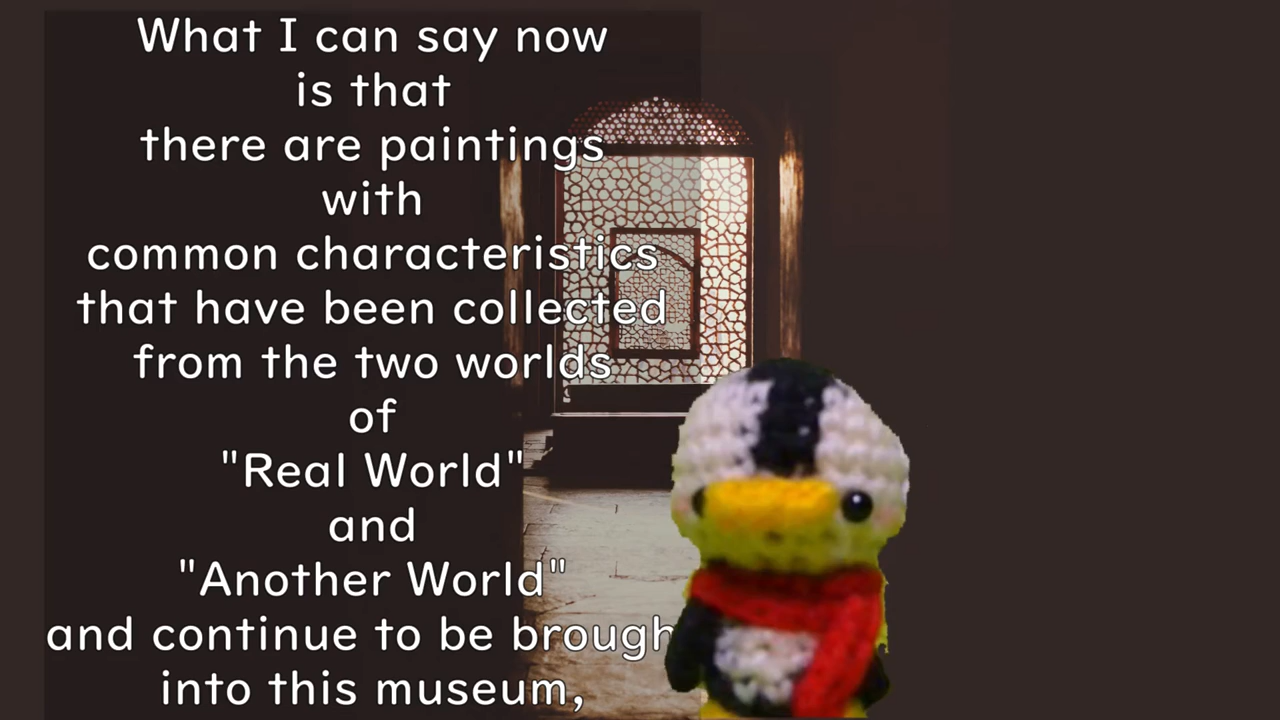 What I can say now
is that
there are paintings
with
common characteristics
that have been collected
from the two worlds
of
"Real World"
and
"Another World"
and continue to be brough
into this museum,